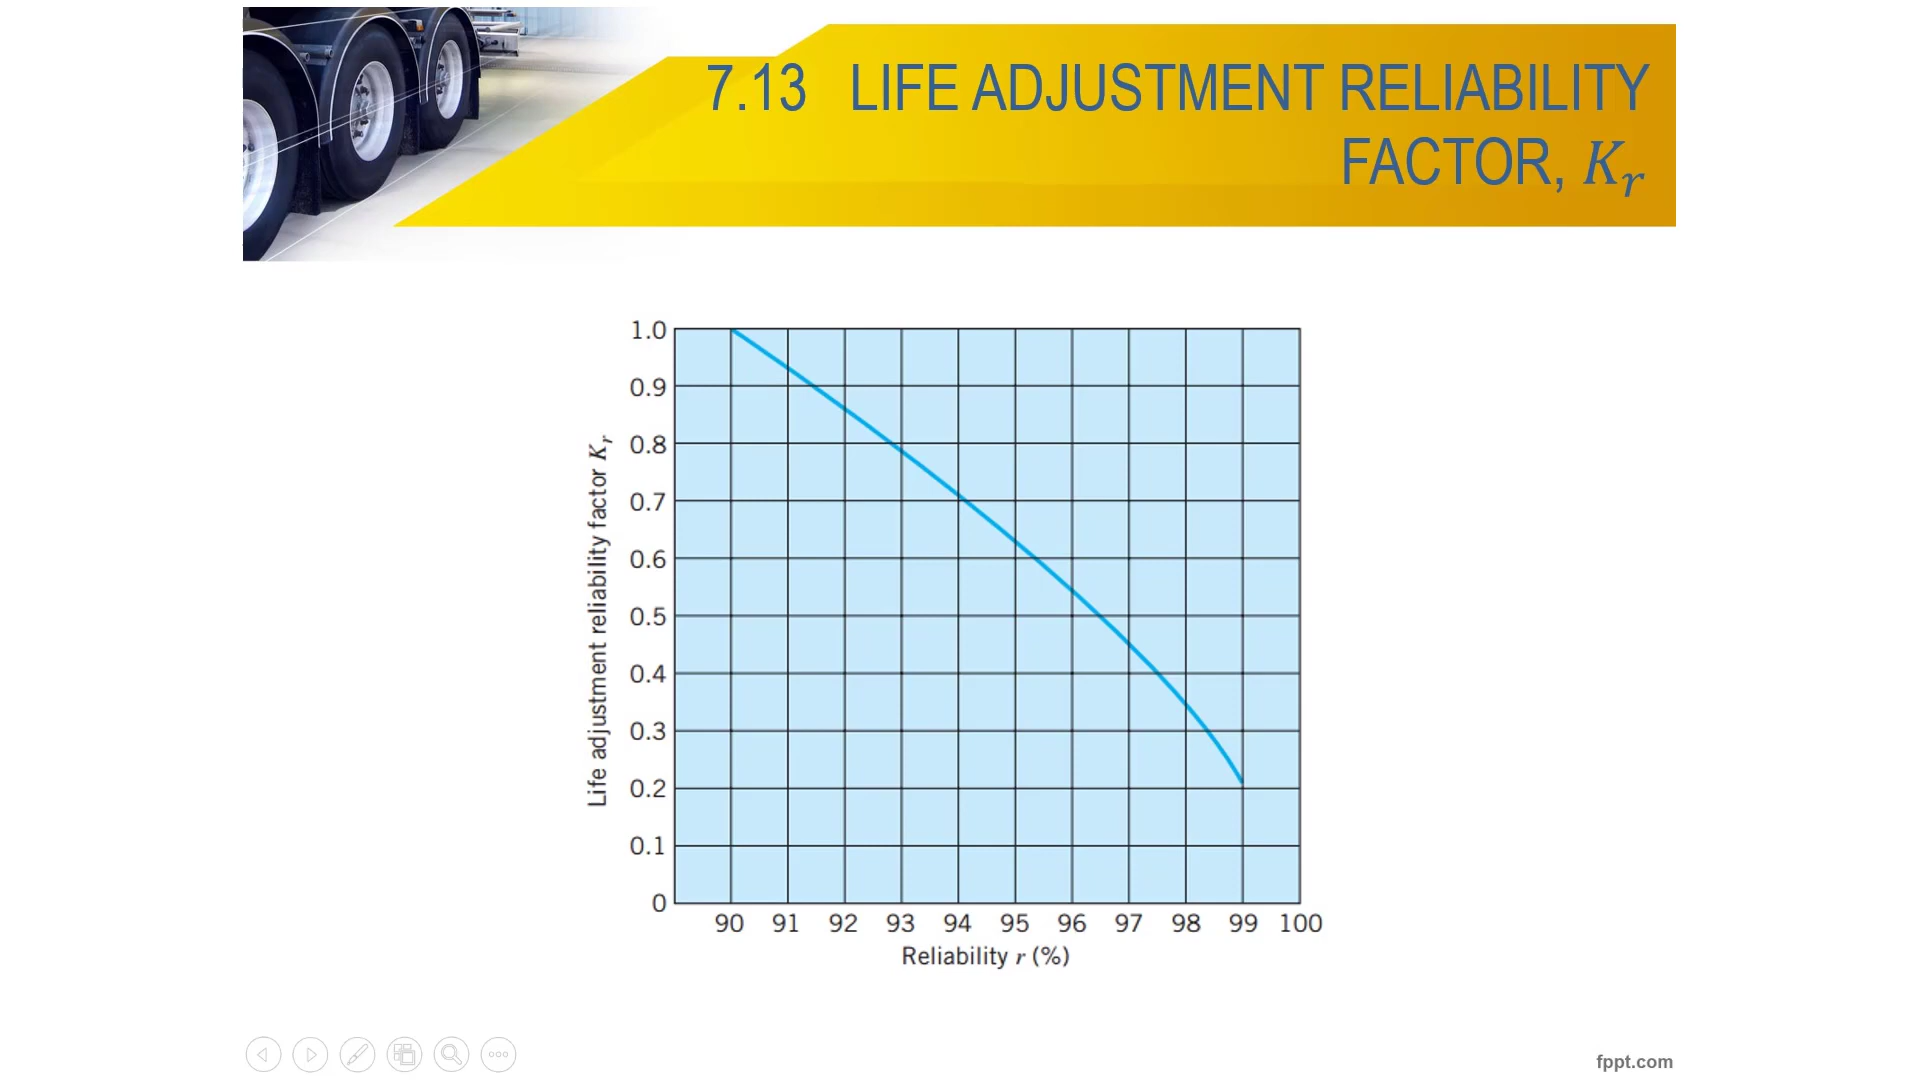 7.13 LIFE ADJUSTMENT RELIABILITY
FACTOR, K_r
1.0
0.9
0.8
0.7
0.6
0.5
0.4
0.3
0.2
0.1
0
Life adjustment reliability factor K_r
90 91 92 93 94 95 96 97 98 99 100
Reliability r (%)
fppt.com